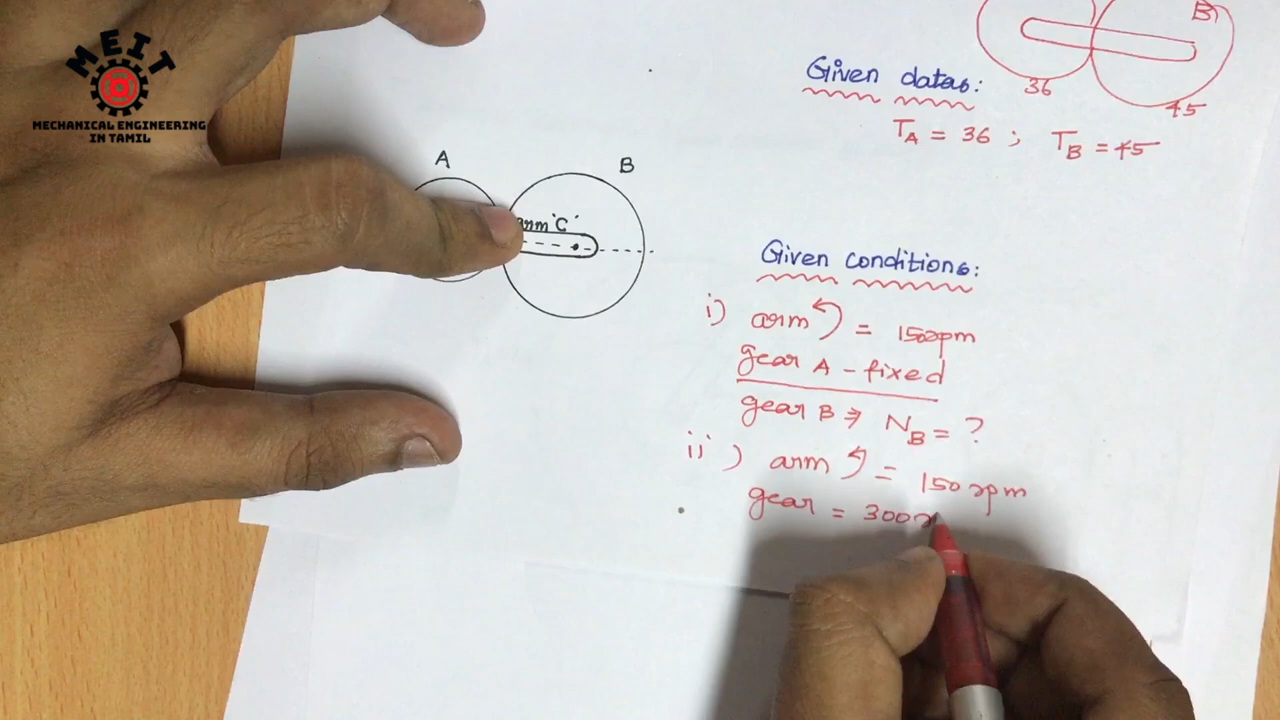 MEIT
MECHANICAL ENGINEERING
IN TAMIL
B
36
45
Given datas:
TA = 36 ; TB = 45
A
B
arm 'C'
Given conditions:
i) arm = 150rpm
gear A - fixed
gear B ⇒ NB = ?
ii) arm = 150 rpm
gear = 300r